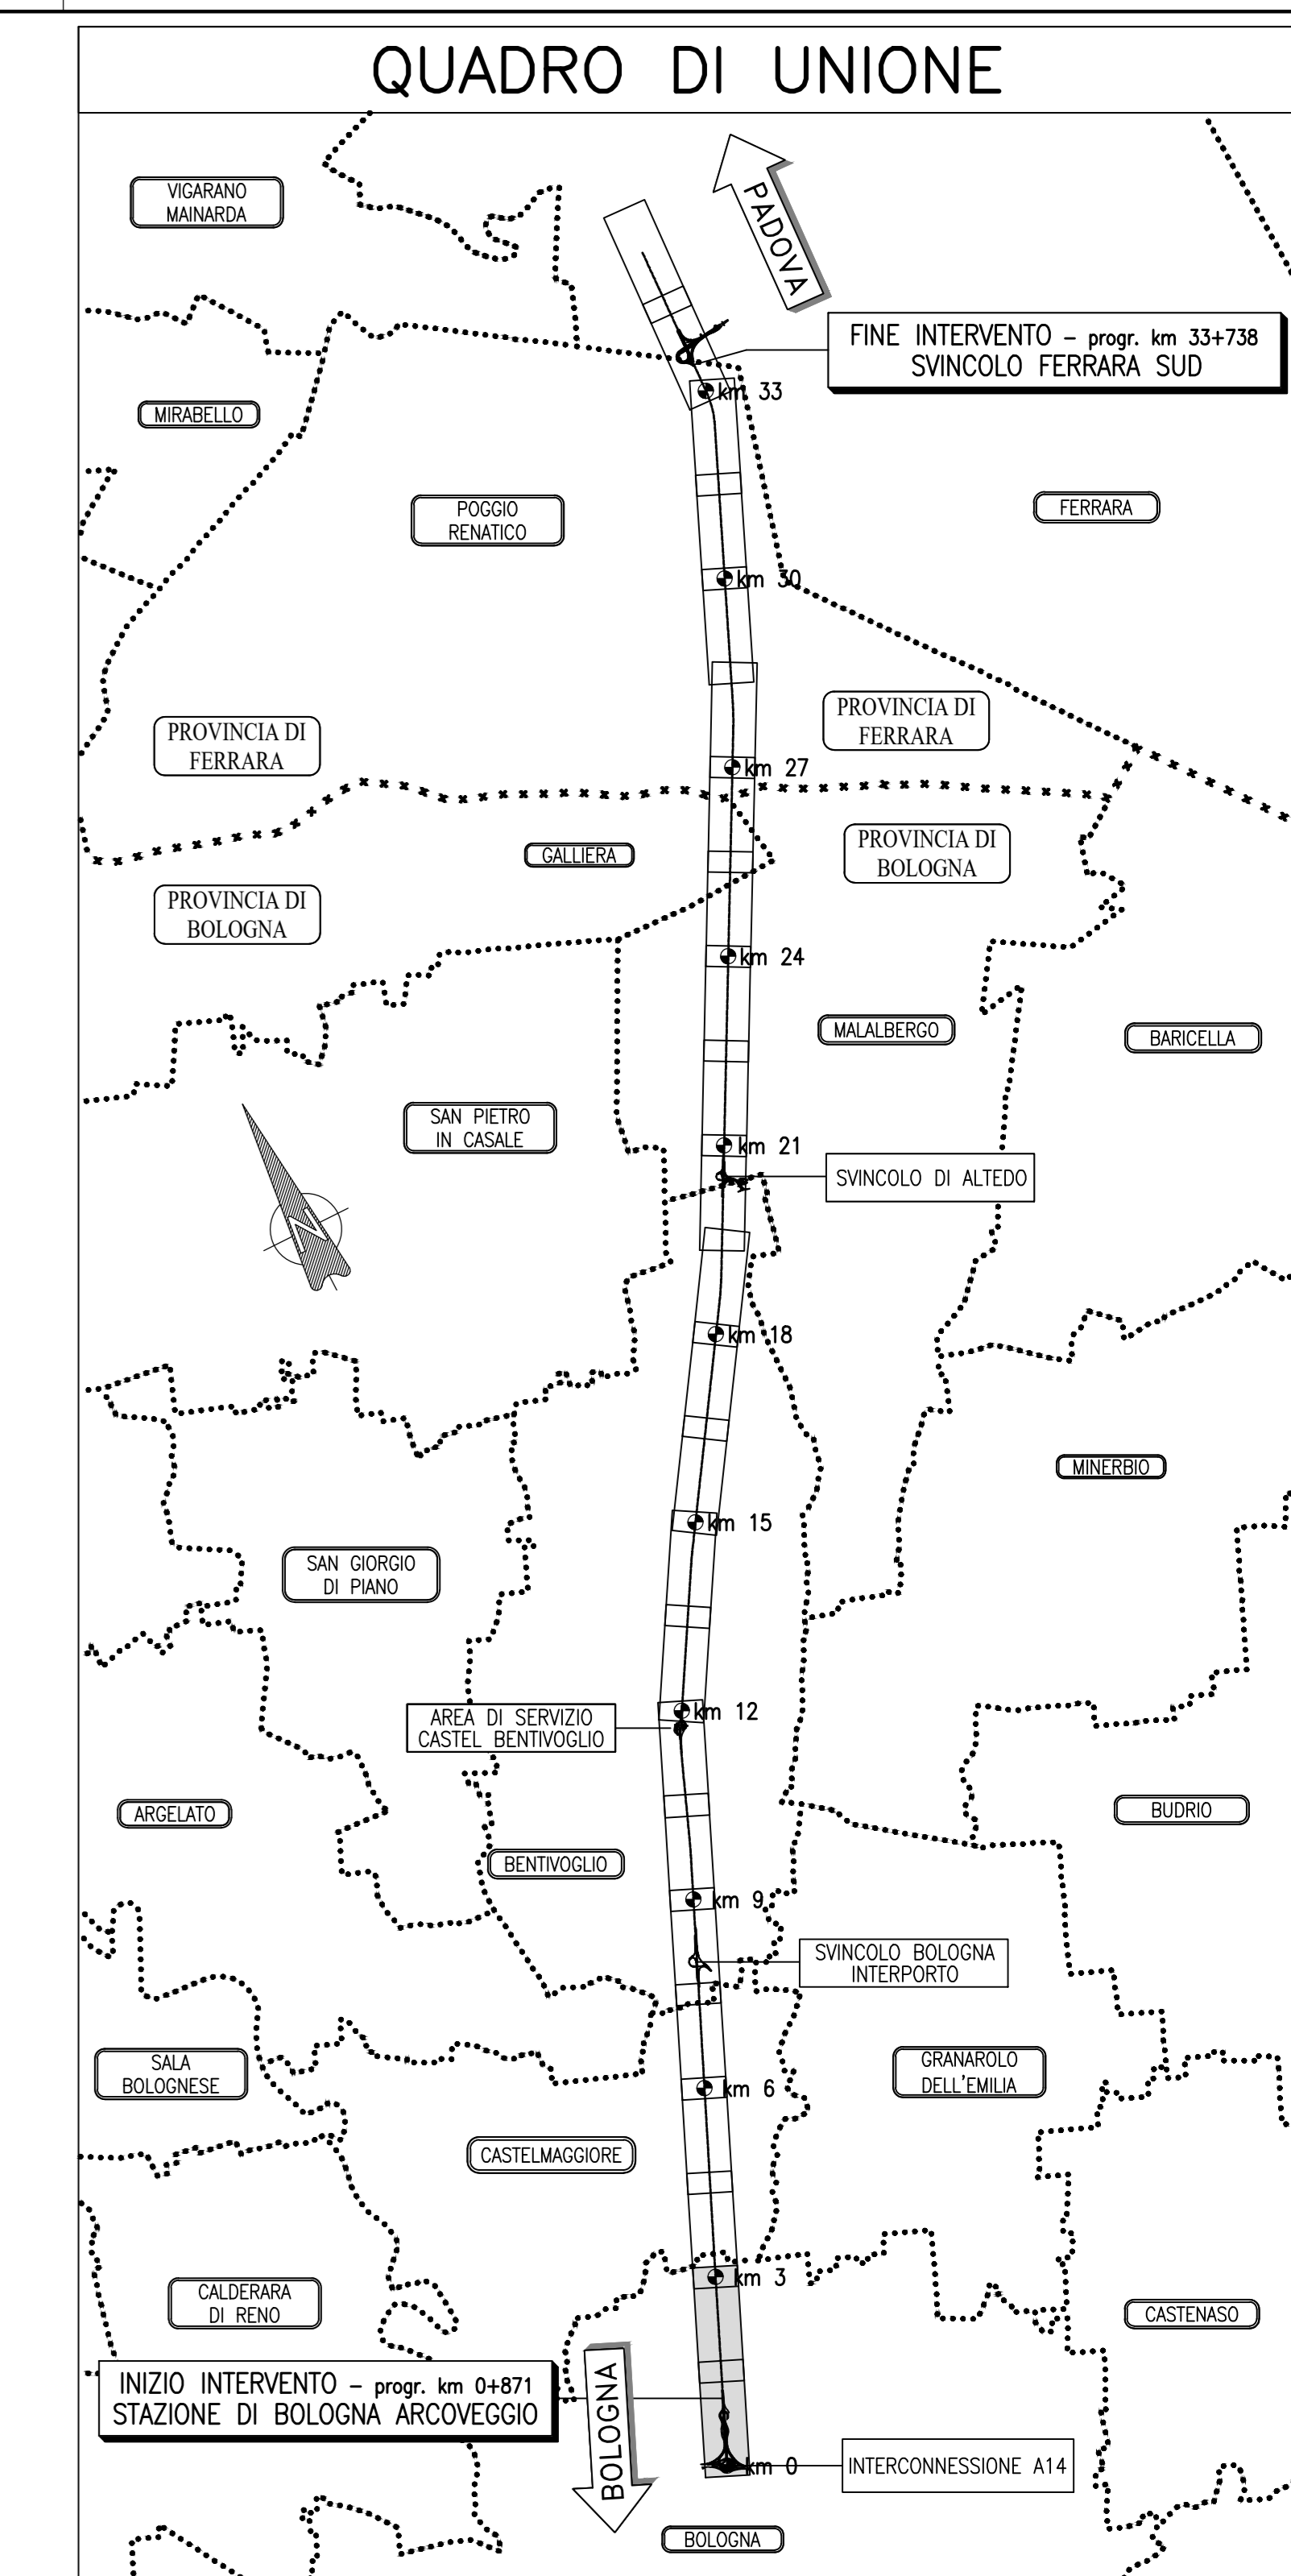 QUADRO DI UNIONE
VIGARANO
MAINARDA
PADOVA
FINE INTERVENTO - progr. km 33+738
SVINCOLO FERRARA SUD
km 33
MIRABELLO
POGGIO
RENATICO
FERRARA
km 30
PROVINCIA DI
FERRARA
PROVINCIA DI
FERRARA
km 27
GALLIERA
PROVINCIA DI
BOLOGNA
PROVINCIA DI
BOLOGNA
km 24
MALALBERGO
BARICELLA
SAN PIETRO
IN CASALE
km 21
SVINCOLO DI ALTEDO
N
km 18
MINERBIO
km 15
SAN GIORGIO
DI PIANO
AREA DI SERVIZIO
CASTEL BENTIVOGLIO
km 12
ARGELATO
BUDRIO
BENTIVOGLIO
km 9
SVINCOLO BOLOGNA
INTERPORTO
SALA
BOLOGNESE
GRANAROLO
DELL'EMILIA
km 6
CASTELMAGGIORE
km 3
CALDERARA
DI RENO
CASTENASO
INIZIO INTERVENTO - progr. km 0+871
STAZIONE DI BOLOGNA ARCOVEGGIO
BOLOGNA
km 0
INTERCONNESSIONE A14
BOLOGNA